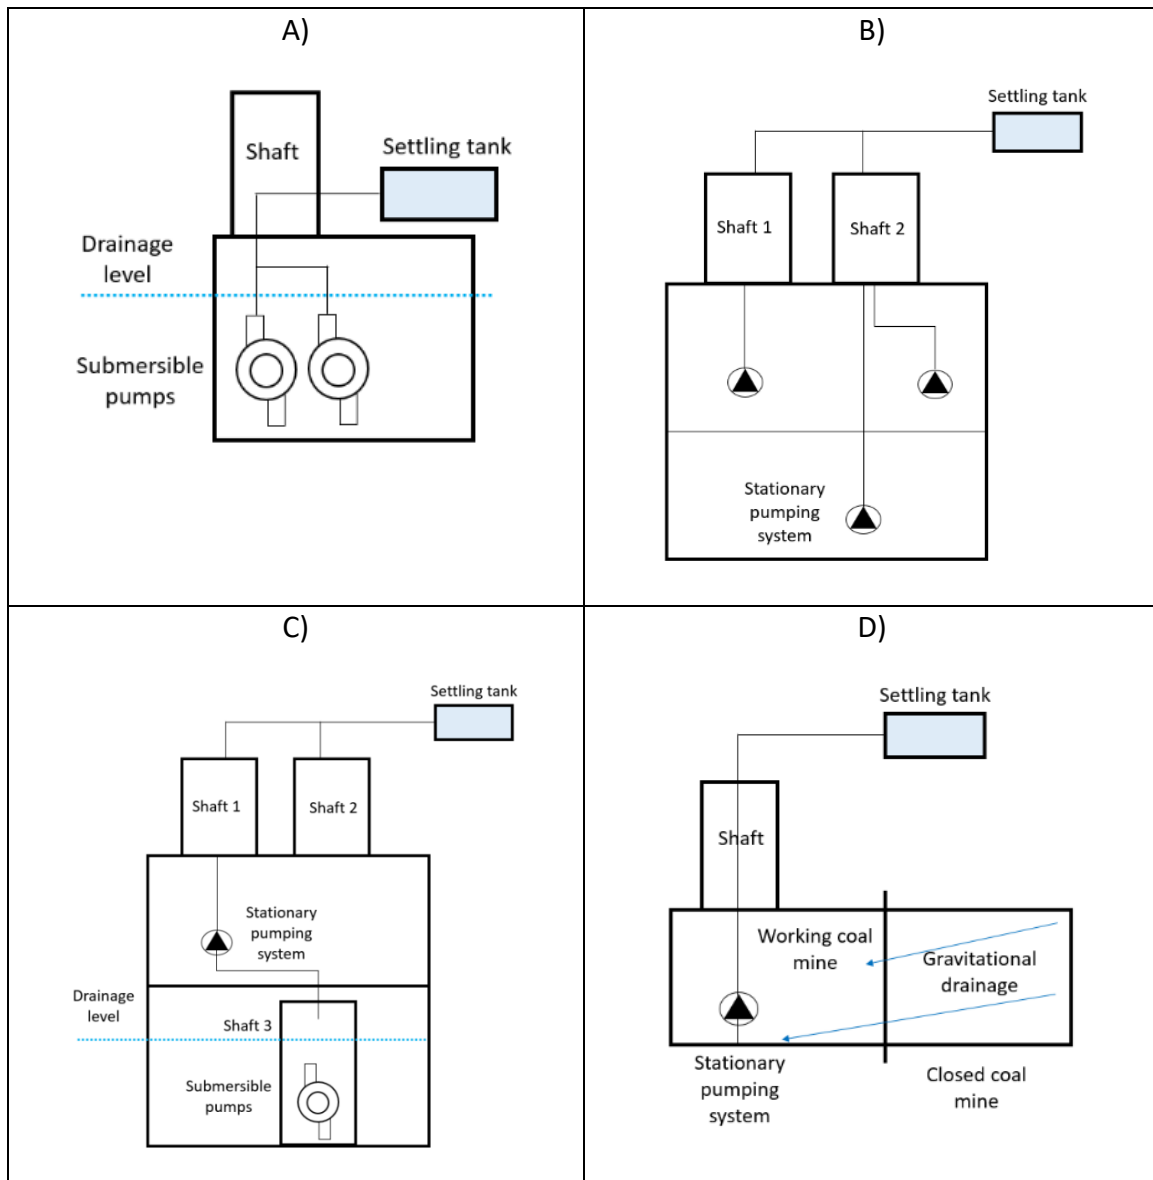 A)
Shaft
Settling tank
Drainage
level
Submersible
pumps
B)
Settling tank
Shaft 1
Shaft 2
Stationary
pumping
system
C)
Settling tank
Shaft 1
Shaft 2
Stationary
pumping
system
Drainage
level
Shaft 3
Submersible
pumps
D)
Settling tank
Shaft
Working coal
mine
Gravitational
drainage
Stationary
pumping
system
Closed coal
mine